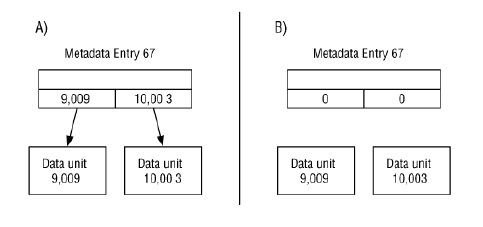 A)
Metadata Entry 67
9,009 10,00 3
Data unit
9,009
Data unit
10,00 3
B)
Metadata Entry 67
0 0
Data unit
9,009
Data unit
10,003